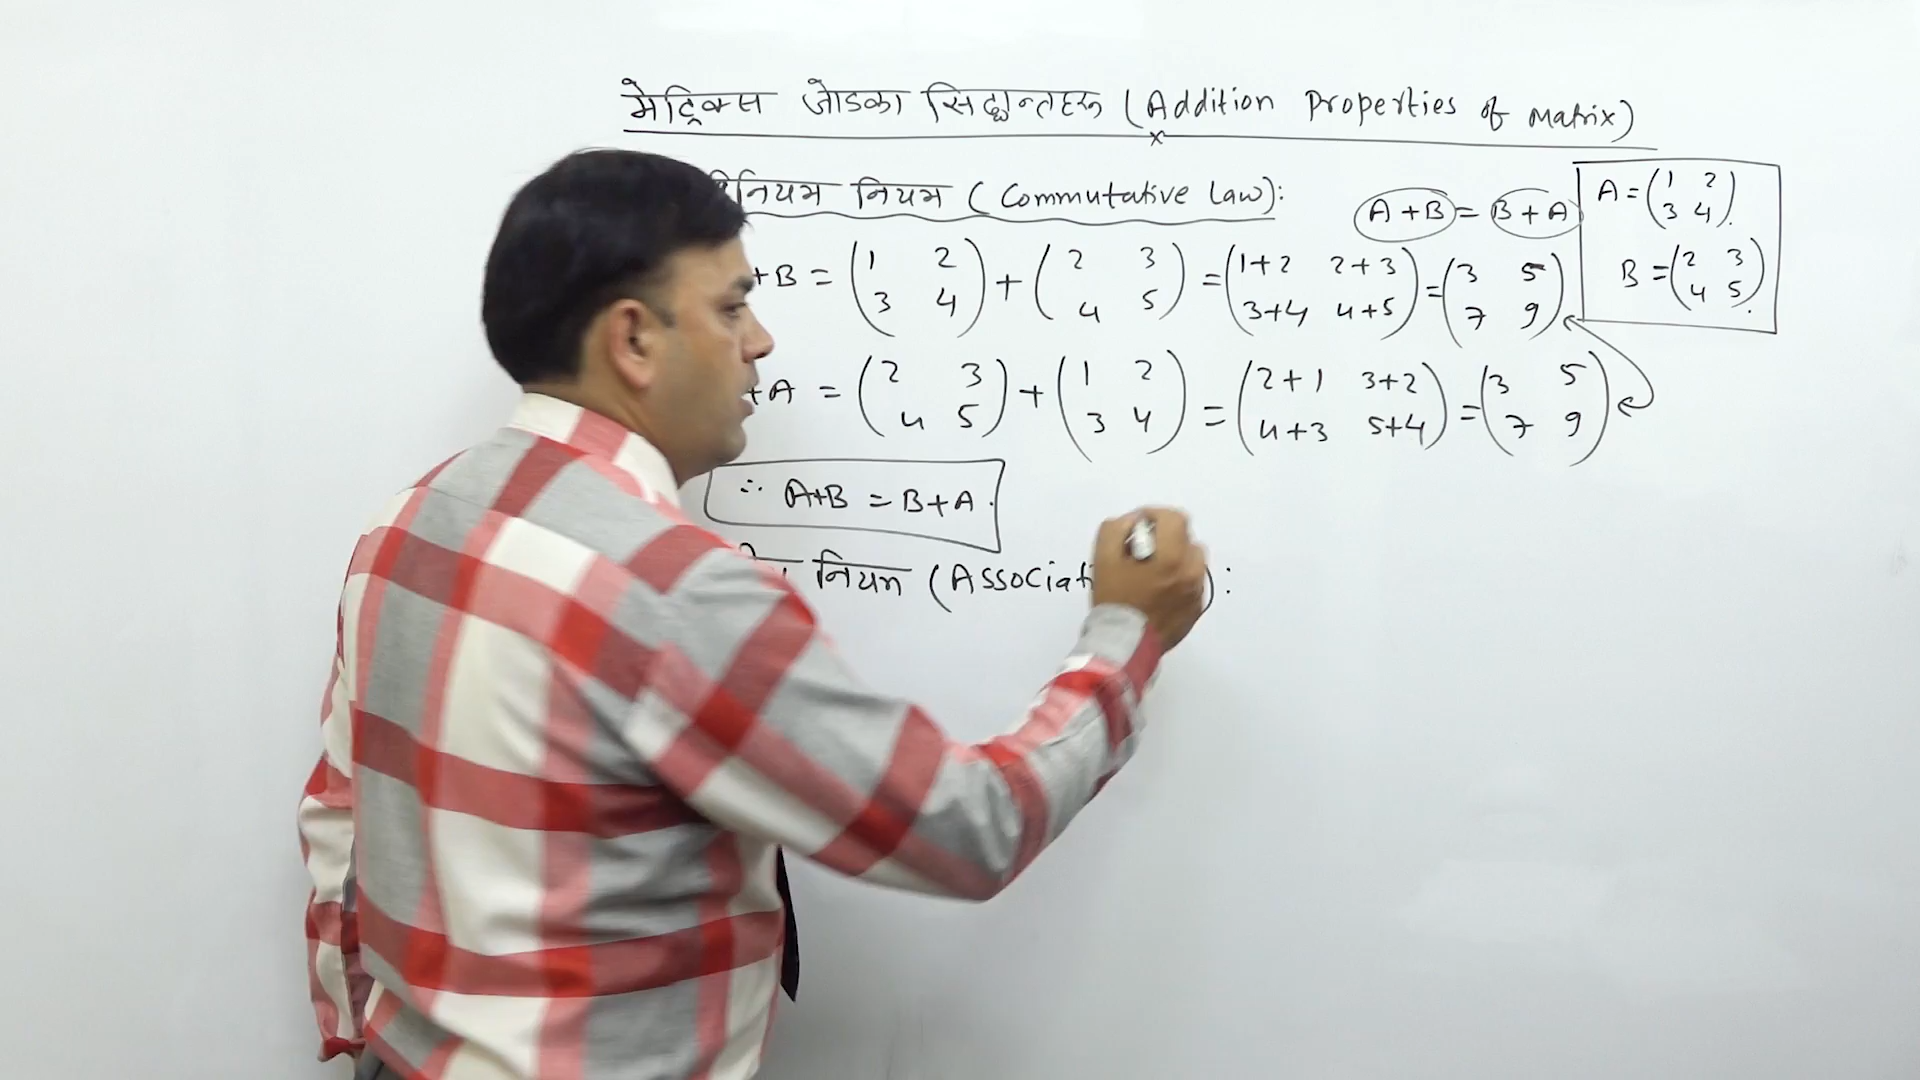 मेट्रिक्स जोडका सिद्धान्तहरू (Addition Properties of Matrix)
नियम नियम (Commutative Law): A+B = B+A
A = (1 2
3 4)
+B = (1 2 3 4) + (2 3 4 5) = (1+2 2+3 3+4 4+5) = (3 5 7 9)
B = (2 3
4 5)
+A = (2 3 4 5) + (1 2 3 4) = (2+1 3+2 4+3 5+4) = (3 5 7 9)
∴ A+B = B+A.
नियम (Associati ):